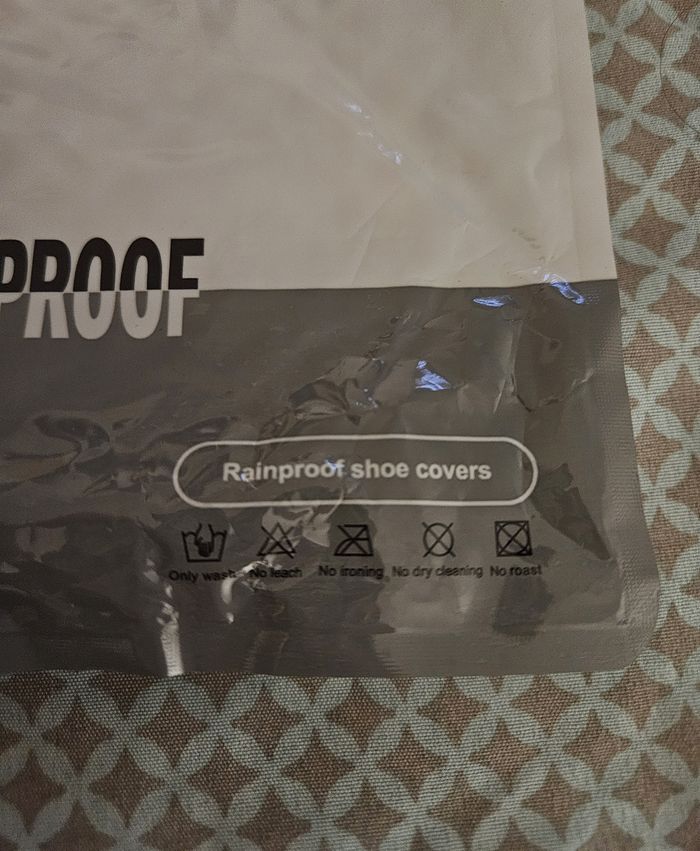 PROOF
Rainproof shoe covers
Only wash No leach No ironing No dry cleaning No roast